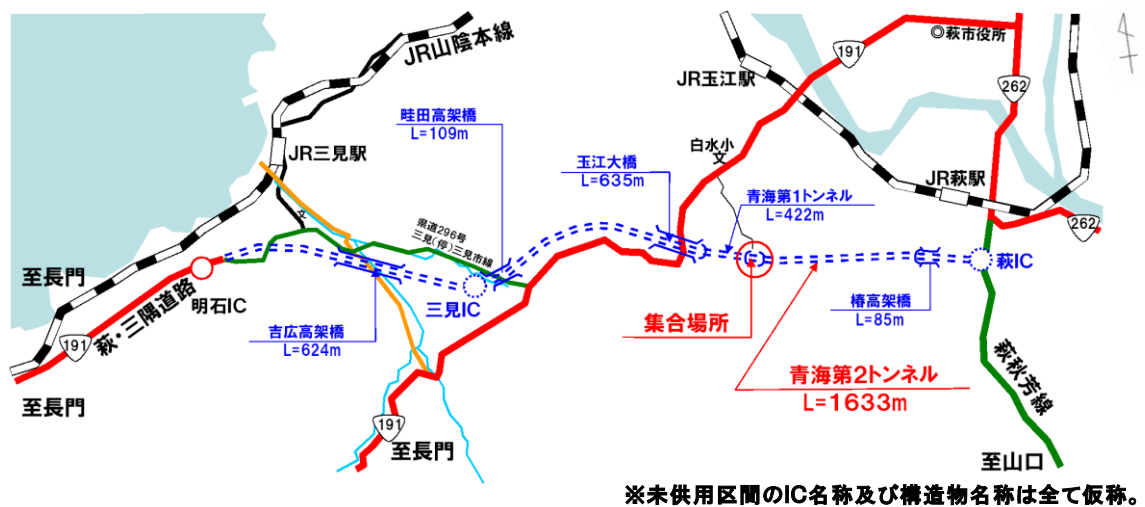 JR山陰本線
191
萩市役所
JR玉江駅
262
畦田高架橋
L=109m
JR三見駅
白水小
文
玉江大橋
L=635m
青海第1トンネル
L=422m
JR萩駅
文
県道296号
三見(停)三見市線
262
至長門
明石IC
萩・三隅道路
191
三見IC
萩IC
吉広高架橋
L=624m
集合場所
椿高架橋
L=85m
青海第2トンネル
L=1633m
萩秋芳線
至長門
191
至長門
至山口
※未供用区間のIC名称及び構造物名称は全て仮称。